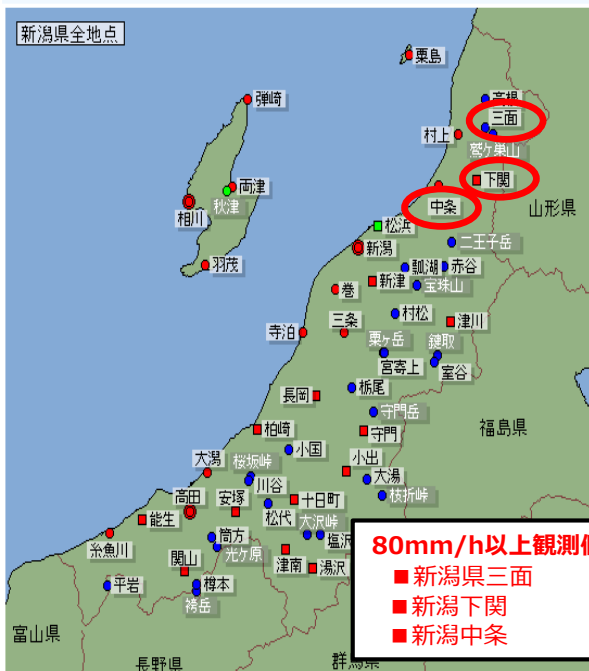 新潟県全地点
粟島
弾崎
高根
三面
村上
鷲ケ巣山
両津
秋津
下関
相川
中条
山形県
松浜
新潟
二王子岳
羽茂
瓢湖
赤谷
新津
宝珠山
巻
村松
津川
寺泊
三条
粟ケ岳
鍵取
宮寄上
室谷
栃尾
長岡
守門岳
柏崎
守門
福島県
小国
大潟
桜坂峠
小出
川谷
大湯
枝折峠
高田
安塚
十日町
能生
松代
大沢峠
糸魚川
筒方
塩沢
光ケ原
関山
津南
湯沢
平岩
樽本
袴岳
富山県
長野県
群
80mm/h以上観測
■新潟県三面
■新潟下関
■新潟中条